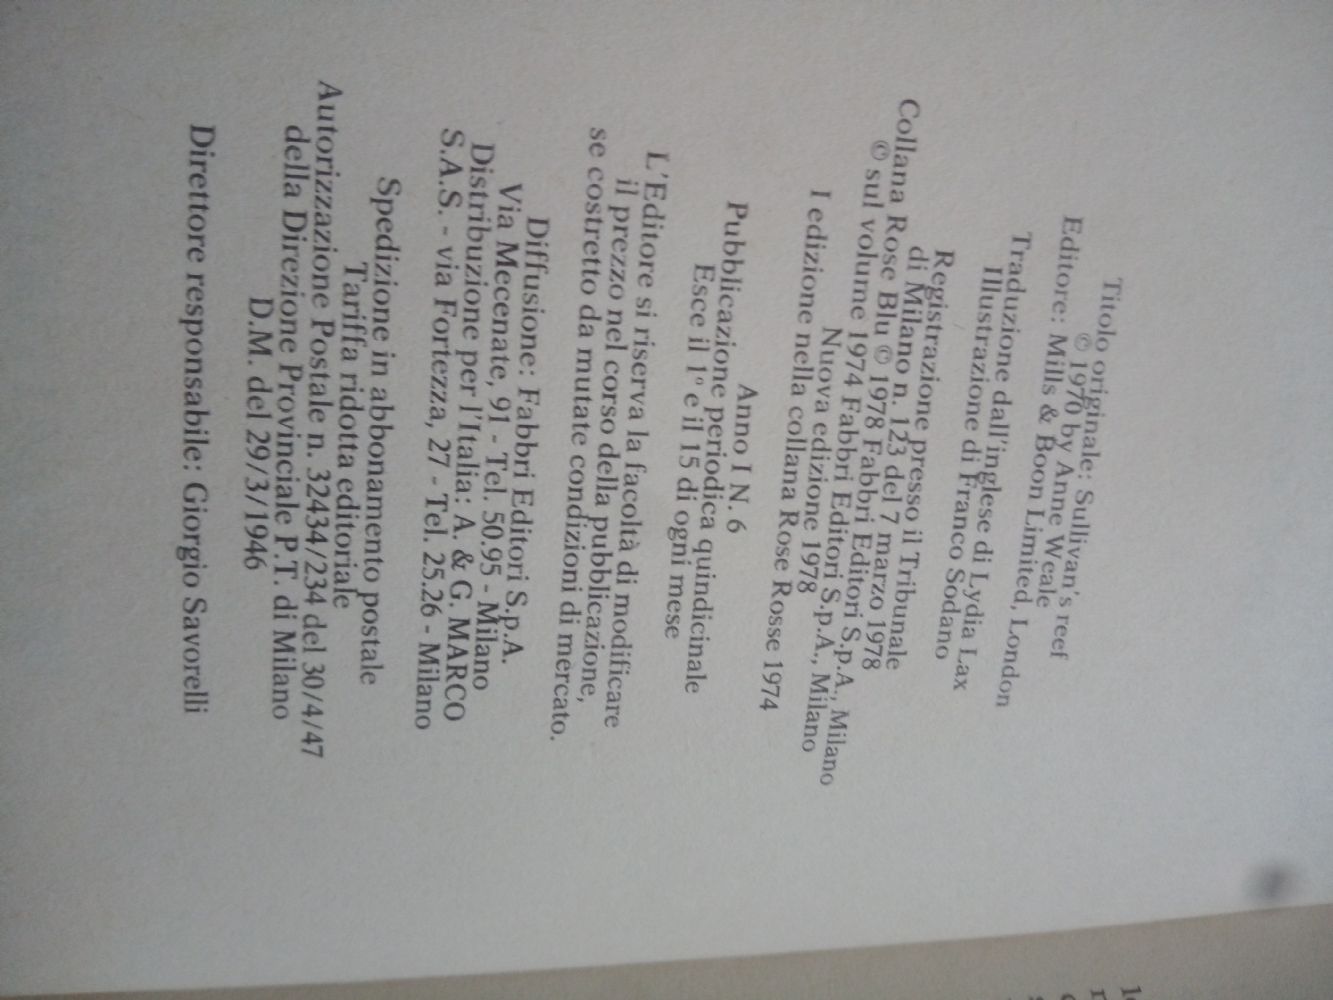 Titolo originale: Sullivan's reef
© 1970 by Anne Weale
Editore: Mills & Boon Limited, London
Traduzione dall'inglese di Lydia Lax
Illustrazione di Franco Sodano
Registrazione presso il Tribunale
di Milano n. 123 del 7 marzo 1978
Collana Rose Blu © 1978 Fabbri Editori S.p.A., Milano
© sul volume 1974 Fabbri Editori S.p.A., Milano
Nuova edizione 1978
I edizione nella collana Rose Rosse 1974
Anno I N. 6
Pubblicazione periodica quindicinale
Esce il 1º e il 15 di ogni mese
L'Editore si riserva la facoltà di modificare
il prezzo nel corso della pubblicazione,
se costretto da mutate condizioni di mercato.
Diffusione: Fabbri Editori S.p.A.
Via Mecenate, 91 - Tel. 50.95 - Milano
Distribuzione per l'Italia: A. & G. MARCO
S.A.S. - via Fortezza, 27 - Tel. 25.26 - Milano
Spedizione in abbonamento postale
Tariffa ridotta editoriale
Autorizzazione Postale n. 32434/234 del 30/4/47
della Direzione Provinciale P.T. di Milano
D.M. del 29/3/1946
Direttore responsabile: Giorgio Savorelli